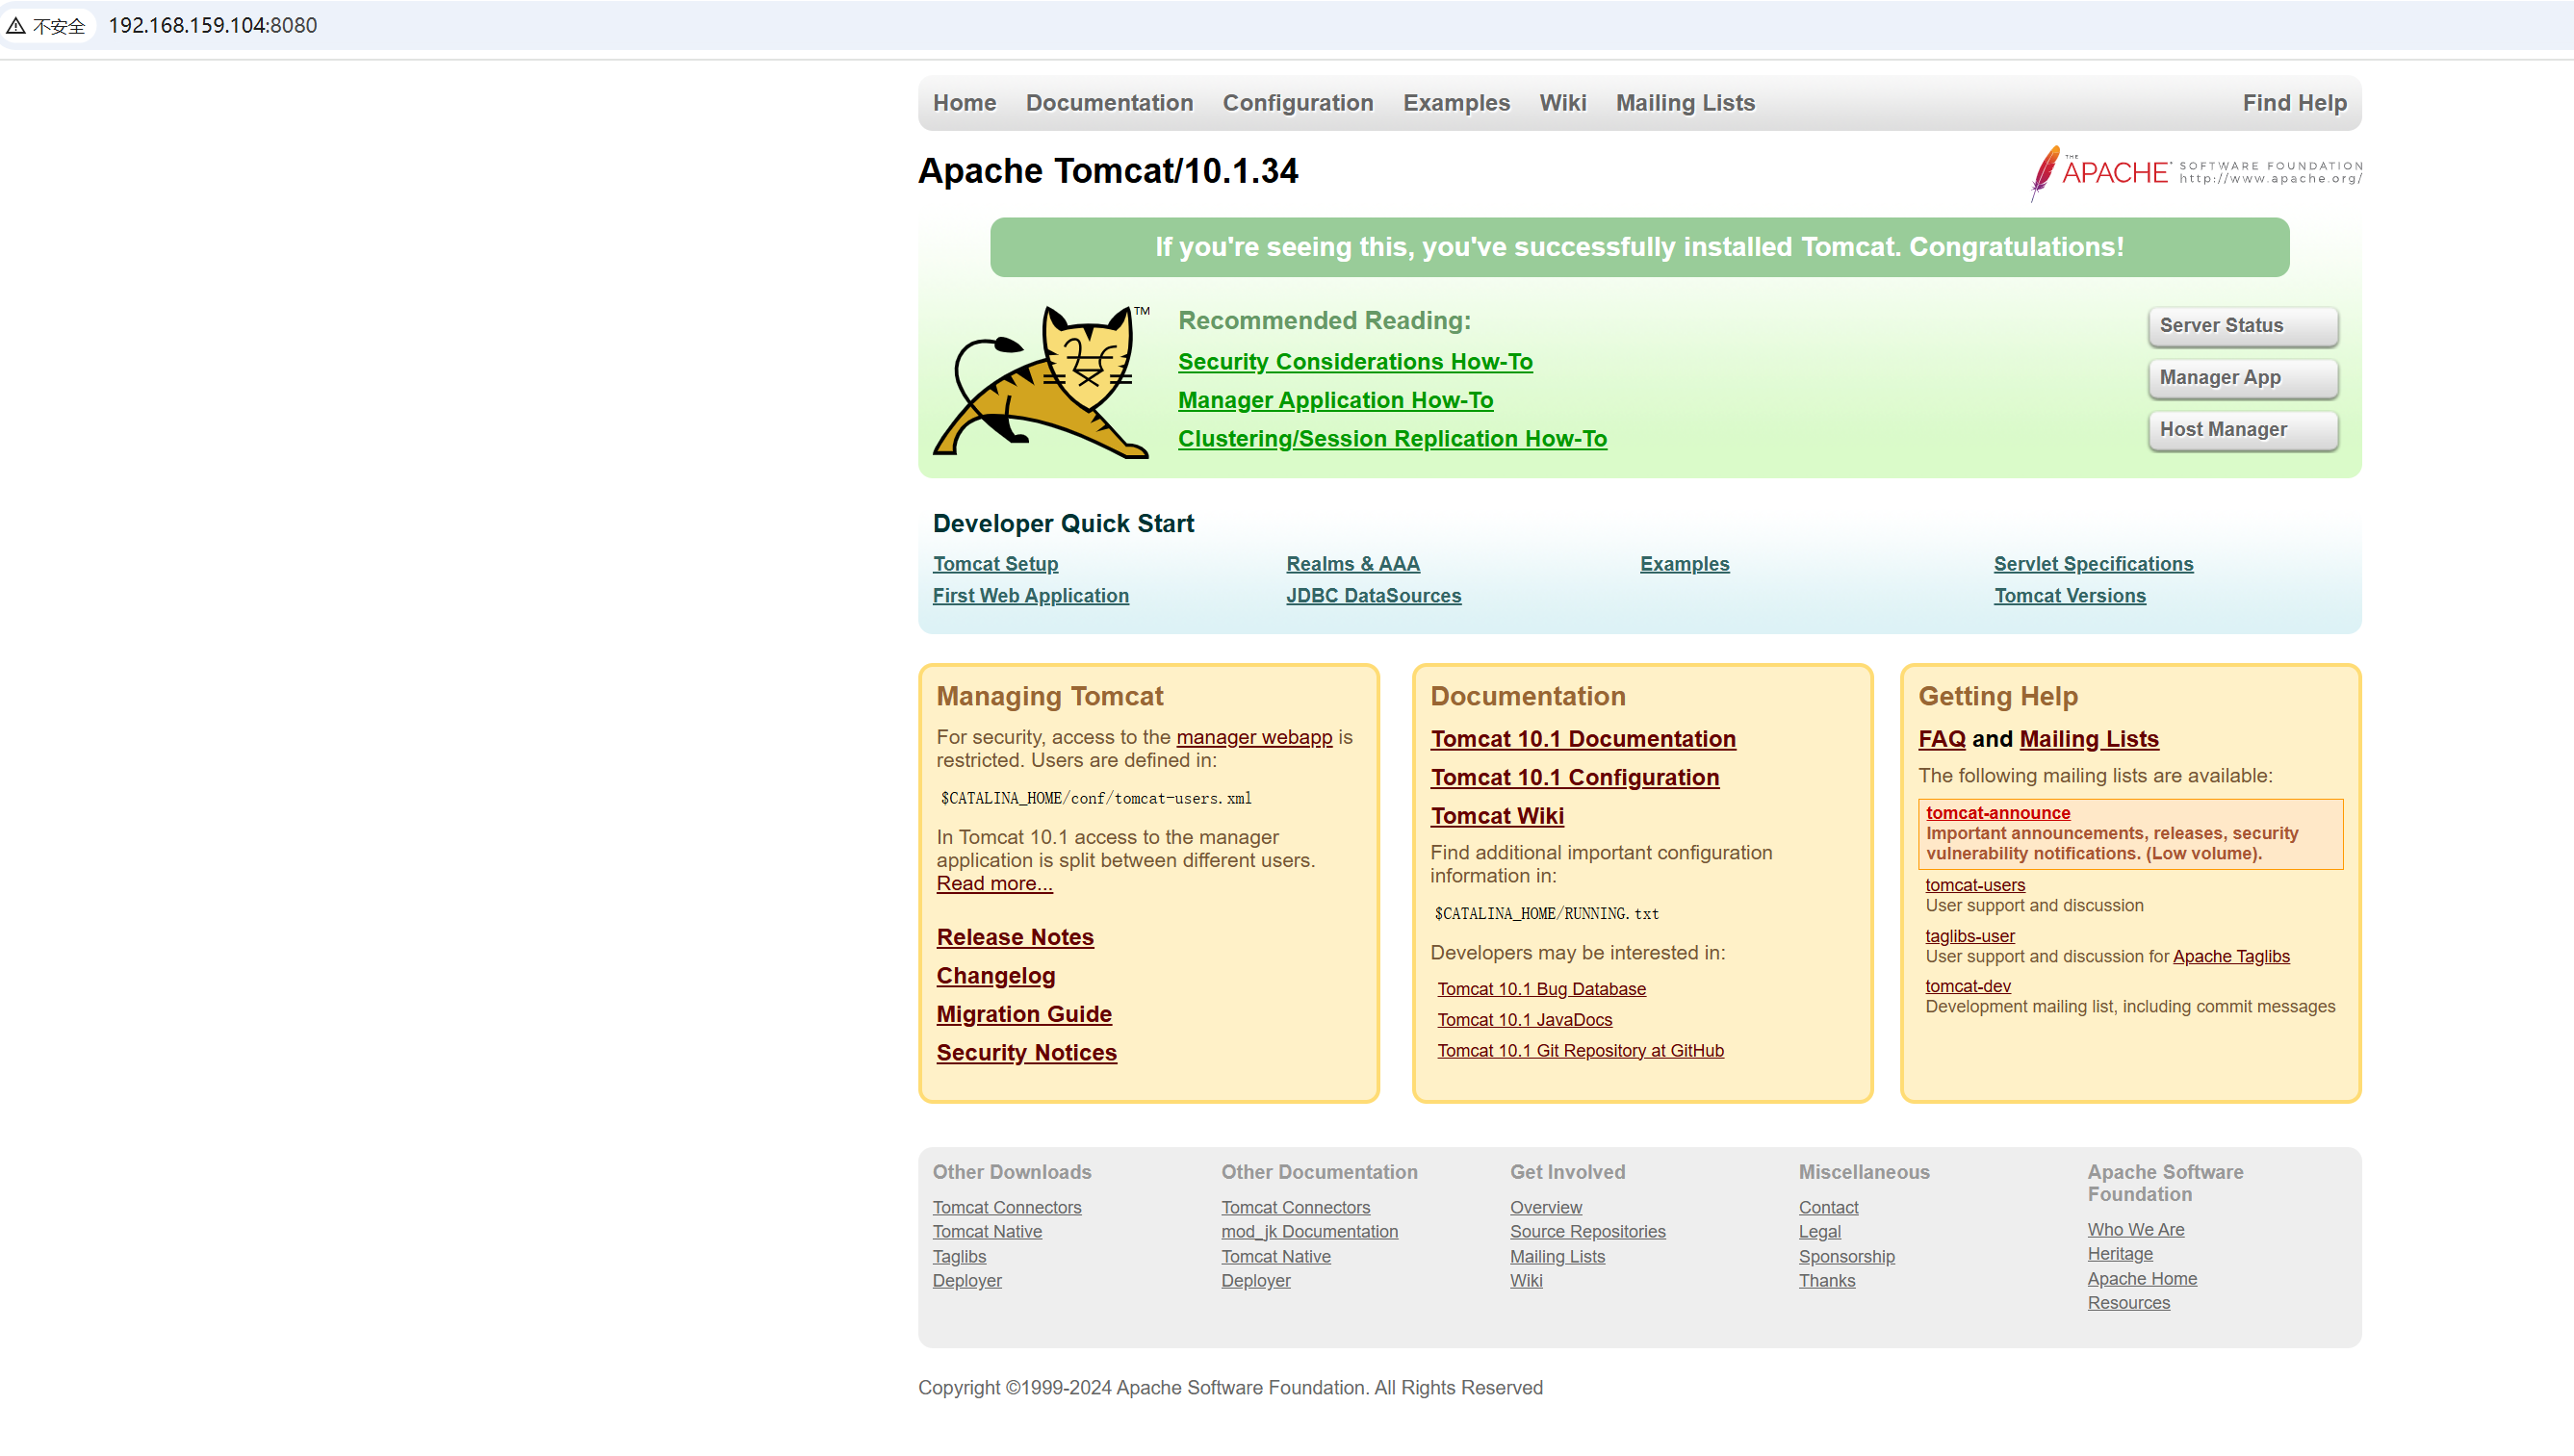 不安全 192.168.159.104:8080
Home Documentation Configuration Examples Wiki Mailing Lists Find Help
Apache Tomcat/10.1.34
THE APACHE® SOFTWARE FOUNDATION
http://www.apache.org/
If you're seeing this, you've successfully installed Tomcat. Congratulations!
TM
Recommended Reading:
Security Considerations How-To
Manager Application How-To
Clustering/Session Replication How-To
Server Status
Manager App
Host Manager
Developer Quick Start
Tomcat Setup
First Web Application
Realms & AAA
JDBC DataSources
Examples
Servlet Specifications
Tomcat Versions
Managing Tomcat
For security, access to the manager webapp is
restricted. Users are defined in:
$CATALINA_HOME/conf/tomcat-users.xml
In Tomcat 10.1 access to the manager
application is split between different users.
Read more...
Release Notes
Changelog
Migration Guide
Security Notices
Documentation
Tomcat 10.1 Documentation
Tomcat 10.1 Configuration
Tomcat Wiki
Find additional important configuration
information in:
$CATALINA_HOME/RUNNING.txt
Developers may be interested in:
Tomcat 10.1 Bug Database
Tomcat 10.1 JavaDocs
Tomcat 10.1 Git Repository at GitHub
Getting Help
FAQ and Mailing Lists
The following mailing lists are available:
tomcat-announce
Important announcements, releases, security
vulnerability notifications. (Low volume).
tomcat-users
User support and discussion
taglibs-user
User support and discussion for Apache Taglibs
tomcat-dev
Development mailing list, including commit messages
Other Downloads
Tomcat Connectors
Tomcat Native
Taglibs
Deployer
Other Documentation
Tomcat Connectors
mod_jk Documentation
Tomcat Native
Deployer
Get Involved
Overview
Source Repositories
Mailing Lists
Wiki
Miscellaneous
Contact
Legal
Sponsorship
Thanks
Apache Software
Foundation
Who We Are
Heritage
Apache Home
Resources
Copyright ©1999-2024 Apache Software Foundation. All Rights Reserved